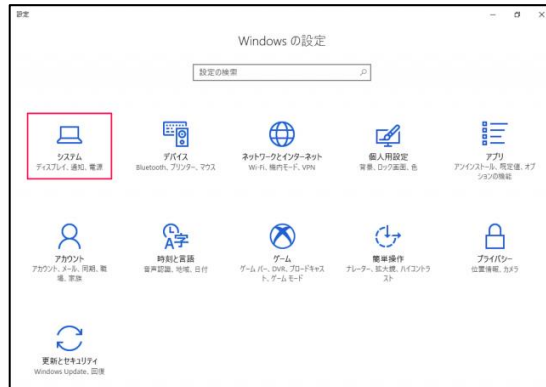 設定
Windows の設定
設定の検索
システム
ディスプレイ、通知、電源
デバイス
Bluetooth、プリンター、マウス
ネットワークとインターネット
Wi-Fi、機内モード、VPN
個人用設定
背景、ロック画面、色
アプリ
アンインストール、既定値、オプ
ションの機能
アカウント
アカウント、メール、同期、職
場、家族
時刻と言語
音声認識、地域、日付
ゲーム
ゲーム バー、DVR、ブロードキャス
ト、ゲーム モード
簡単操作
ナレーター、拡大鏡、ハイコントラ
スト
プライバシー
位置情報、カメラ
更新とセキュリティ
Windows Update、回復